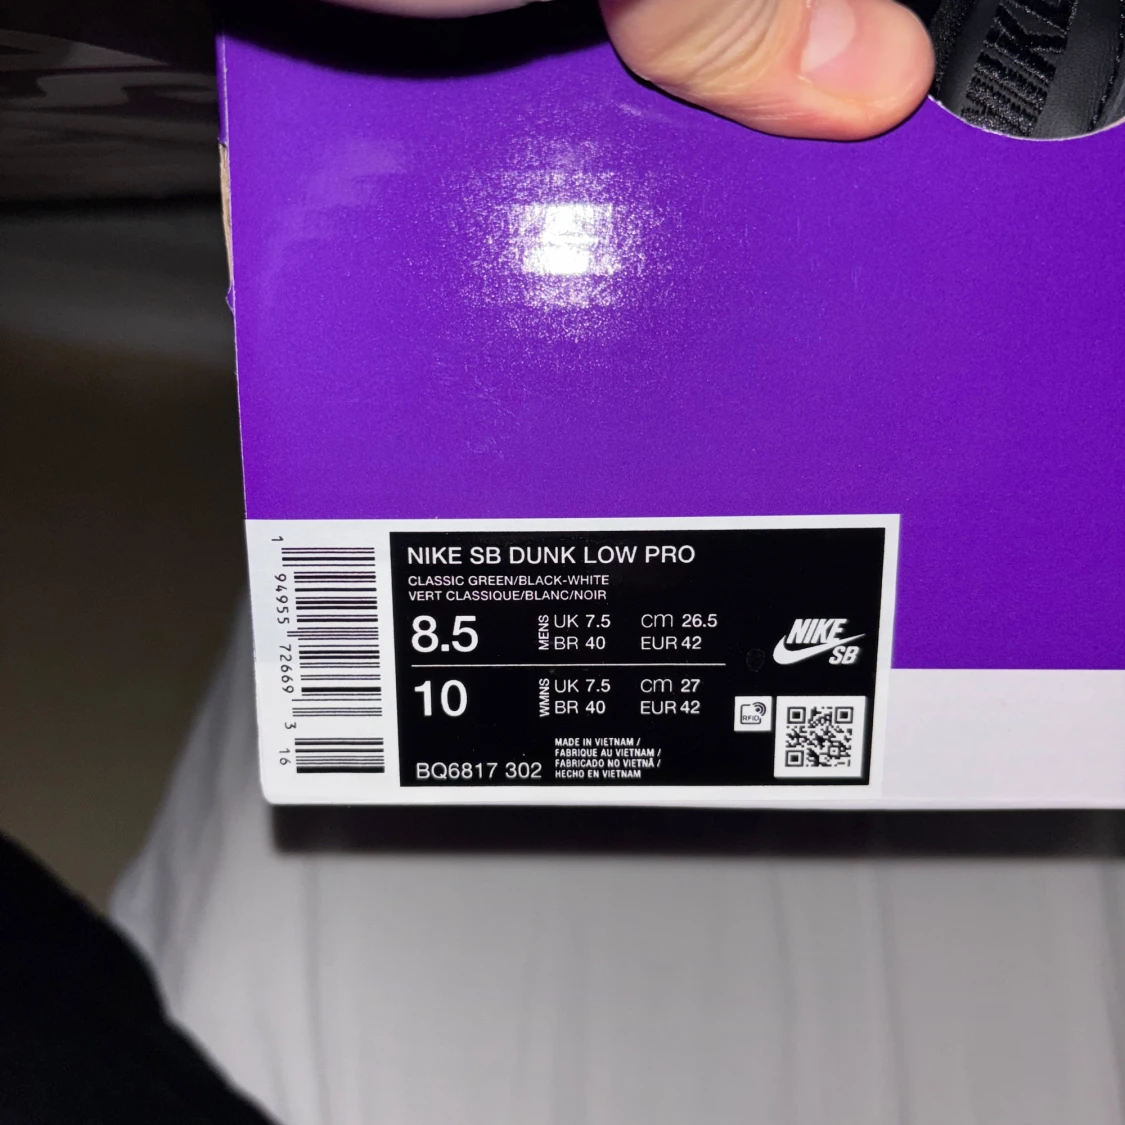 NIKE
NIKE SB DUNK LOW PRO
CLASSIC GREEN/BLACK-WHITE
VERT CLASSIQUE/BLANC/NOIR
8.5 MENS UK 7.5 cm 26.5
BR 40 EUR 42
10 WMNS UK 7.5 cm 27
BR 40 EUR 42
NIKE
SB
RFID
MADE IN VIETNAM /
FABRIQUE AU VIETNAM /
FABRICADO NO VIETNÃ /
HECHO EN VIETNAM
BQ6817 302
1 94955 72669 3 16